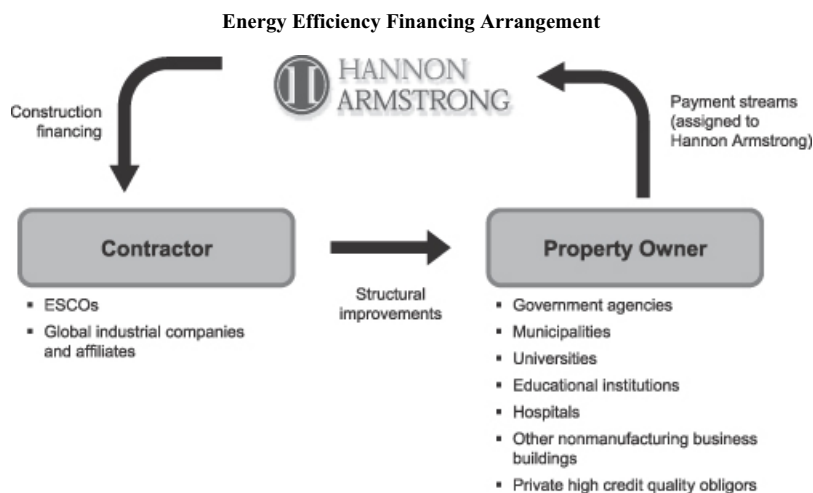 Energy Efficiency Financing Arrangement
HANNON
ARMSTRONG
Construction
financing
Payment streams
(assigned to
Hannon Armstrong)
Contractor
Property Owner
Structural
improvements
▪ ESCOs
▪ Global industrial companies
and affiliates
▪ Government agencies
▪ Municipalities
▪ Universities
▪ Educational institutions
▪ Hospitals
▪ Other nonmanufacturing business
buildings
▪ Private high credit quality obligors